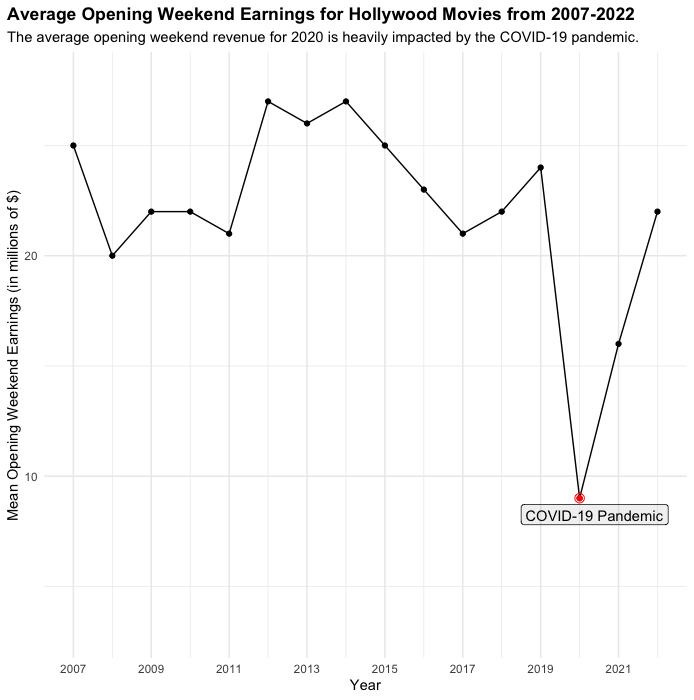 Average Opening Weekend Earnings for Hollywood Movies from 2007-2022
The average opening weekend revenue for 2020 is heavily impacted by the COVID-19 pandemic.
Mean Opening Weekend Earnings (in millions of $)
20
10
COVID-19 Pandemic
2007 2009 2011 2013 2015 2017 2019 2021
Year